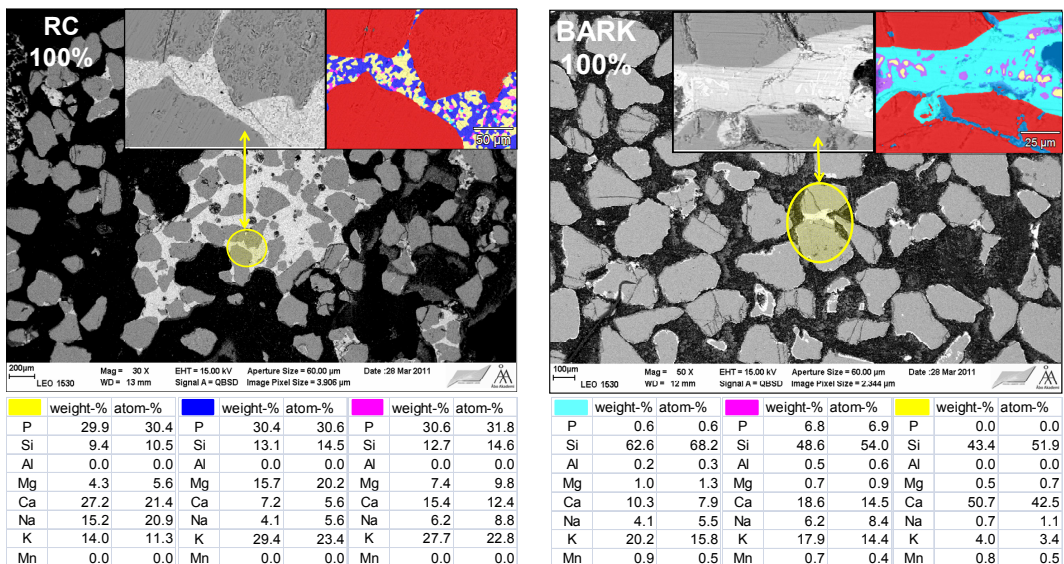 RC
100%
50 µm
200µm
LEO 1530
Mag = 30 X
WD = 13 mm
EHT = 15.00 kV
Signal A = QBSD
Aperture Size = 60.00 µm
Image Pixel Size = 3.906 µm
Date :28 Mar 2011
Åbo Akademi
BARK
100%
25 µm
100µm
LEO 1530
Mag = 50 X
WD = 12 mm
EHT = 15.00 kV
Signal A = QBSD
Aperture Size = 60.00 µm
Image Pixel Size = 2.344 µm
Date :28 Mar 2011
Åbo Akademi
weight-% atom-% weight-% atom-% weight-% atom-%
P 29.9 30.4 P 30.4 30.6 P 30.6 31.8
Si 9.4 10.5 Si 13.1 14.5 Si 12.7 14.6
Al 0.0 0.0 Al 0.0 0.0 Al 0.0 0.0
Mg 4.3 5.6 Mg 15.7 20.2 Mg 7.4 9.8
Ca 27.2 21.4 Ca 7.2 5.6 Ca 15.4 12.4
Na 15.2 20.9 Na 4.1 5.6 Na 6.2 8.8
K 14.0 11.3 K 29.4 23.4 K 27.7 22.8
Mn 0.0 0.0 Mn 0.0 0.0 Mn 0.0 0.0
weight-% atom-% weight-% atom-% weight-% atom-%
P 0.6 0.6 P 6.8 6.9 P 0.0 0.0
Si 62.6 68.2 Si 48.6 54.0 Si 43.4 51.9
Al 0.2 0.3 Al 0.5 0.6 Al 0.0 0.0
Mg 1.0 1.3 Mg 0.7 0.9 Mg 0.5 0.7
Ca 10.3 7.9 Ca 18.6 14.5 Ca 50.7 42.5
Na 4.1 5.5 Na 6.2 8.4 Na 0.7 1.1
K 20.2 15.8 K 17.9 14.4 K 4.0 3.4
Mn 0.9 0.5 Mn 0.7 0.4 Mn 0.8 0.5